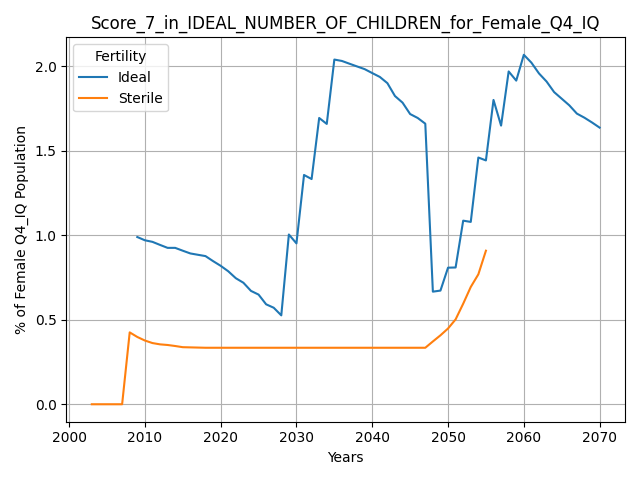 Score_7_in_IDEAL_NUMBER_OF_CHILDREN_for_Female_Q4_IQ
Fertility
Ideal
Sterile
% of Female Q4_IQ Population
2.0
1.5
1.0
0.5
0.0
2000 2010 2020 2030 2040 2050 2060 2070
Years